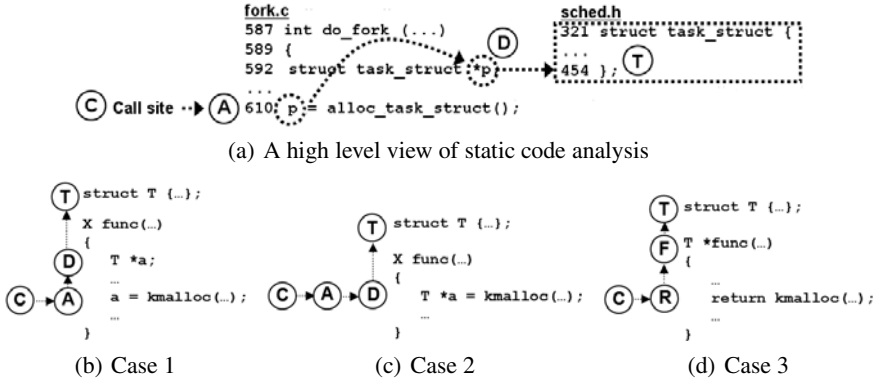 fork.c
587 int do_fork (...)
589 {
592 struct task_struct *p
...
610 p = alloc_task_struct();
C Call site A
D
sched.h
321 struct task_struct {
...
454 }; T
(a) A high level view of static code analysis
T struct T {…};
X func(…)
{
D T *a;
…
C A a = kmalloc(…);
…
}
(b) Case 1
T struct T {…};
X func(…)
{
C A D T *a = kmalloc(…);
…
}
(c) Case 2
T struct T {…};
F T *func(…)
{
…
C R return kmalloc(…);
…
}
(d) Case 3